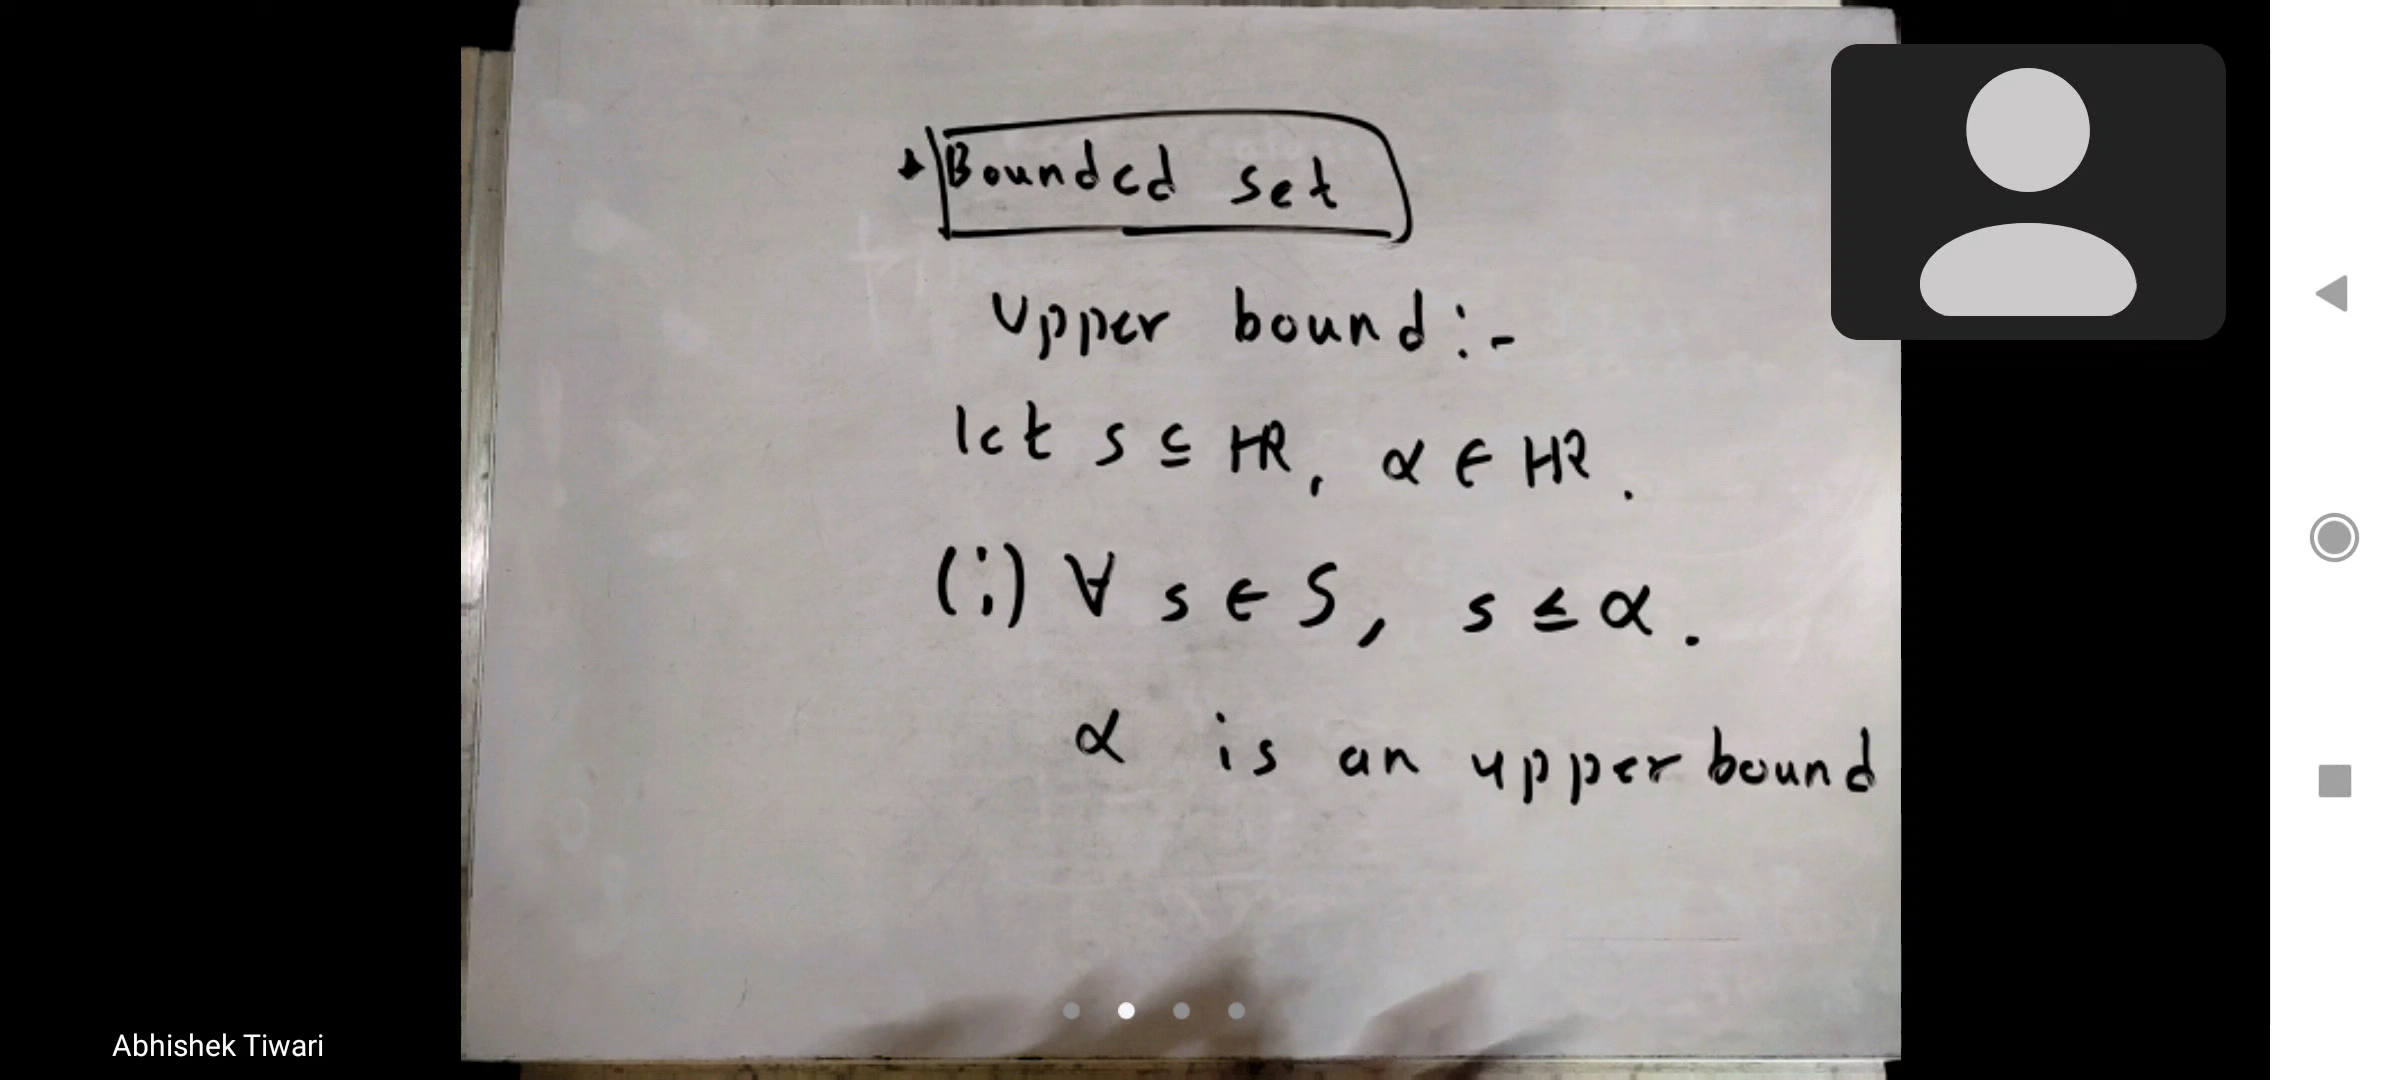 Bounded set
Upper bound :-
let s ⊆ ℝ, α ∈ ℝ.
(i) ∀ s ∈ S, s ≤ α.
α is an upper bound
Abhishek Tiwari